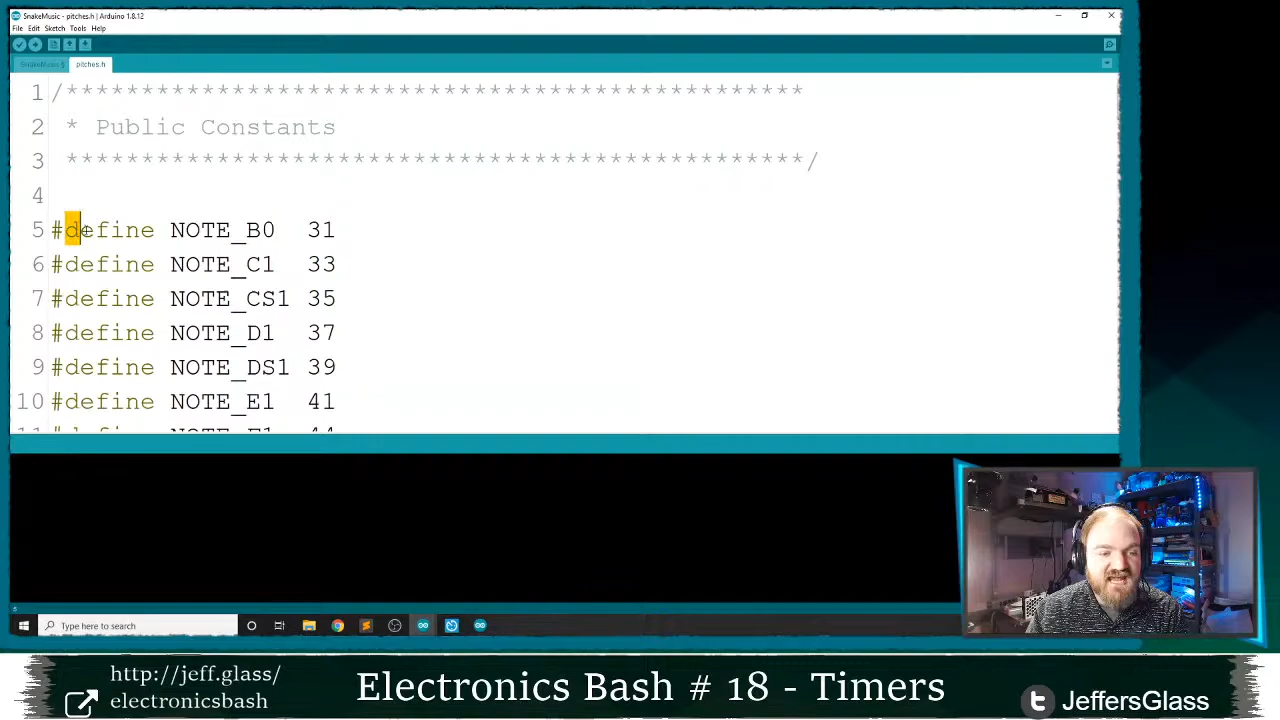 SnakeMusic - pitches.h | Arduino 1.8.12
File Edit Sketch Tools Help
SnakeMusic § pitches.h
1 /*************************************************
2 * Public Constants
3 *************************************************/
4
5 #define NOTE_B0 31
6 #define NOTE_C1 33
7 #define NOTE_CS1 35
8 #define NOTE_D1 37
9 #define NOTE_DS1 39
10 #define NOTE_E1 41
5
Type here to search
http://jeff.glass/
electronicsbash
Electronics Bash # 18 - Timers
JeffersGlass